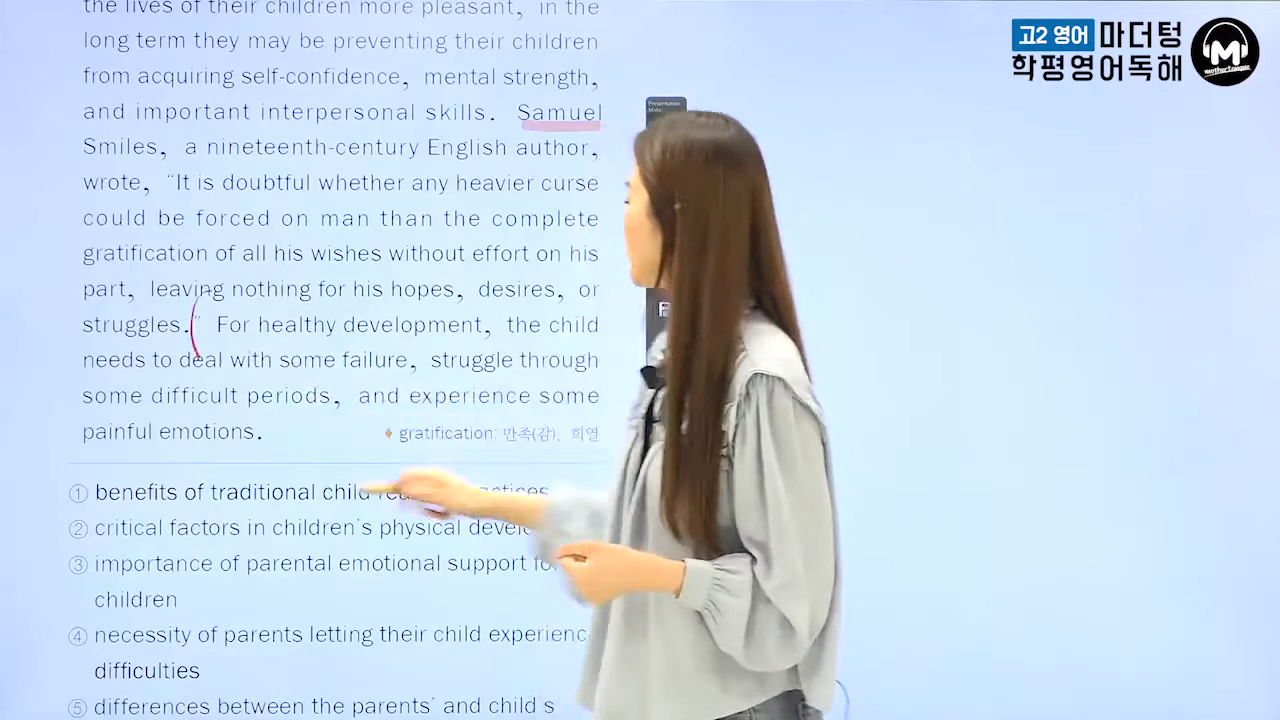 the lives of their children more pleasant, in the
long term they may be preventing their children
from acquiring self-confidence, mental strength,
and important interpersonal skills. Samuel
Smiles, a nineteenth-century English author,
wrote, “It is doubtful whether any heavier curse
could be forced on man than the complete
gratification of all his wishes without effort on his
part, leaving nothing for his hopes, desires, or
struggles.” For healthy development, the child
needs to deal with some failure, struggle through
some difficult periods, and experience some
painful emotions.
♦ gratification: 만족(감), 희열
① benefits of traditional
② critical factors in children’s physical
③ importance of parental emotional support
children
④ necessity of parents letting their child
difficulties
⑤ differences between the parents’ and child’s
고2 영어 마더텅
학평영어독해
M
mothertongue
Presentation